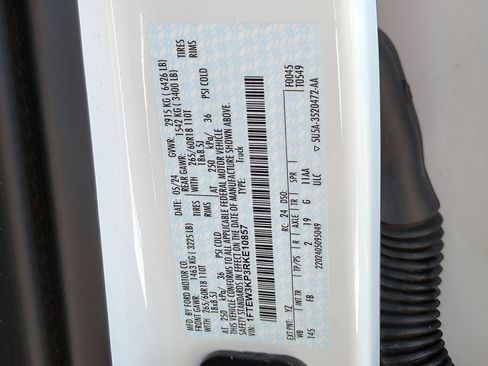 MFD. BY FORD MOTOR CO.
DATE: 05/24 GVWR: 2915 KG ( 6426 LB)
FRONT GAWR: 1463 KG (3225 LB) REAR GAWR: 1542 KG ( 3400 LB)
265/60R18 110T TIRES WITH 265/60R18 110T TIRES
18x8.5J RIMS 18x8.5J RIMS
AT 250 kPa/ 36 PSI COLD AT 250 kPa/ 36 PSI COLD
THIS VEHICLE CONFORMS TO ALL APPLICABLE FEDERAL MOTOR VEHICLE
SAFETY STANDARDS IN EFFECT ON THE DATE OF MANUFACTURE SHOWN ABOVE.
VIN: 1FTEW3KP3RKE10857 TYPE: Truck
F0045
T0549
EXT PNT: YZ RC: 24 DSO:
WB INT TR TP/PS R AXLE TR SPR
145 FB 2 19 G 11AA
22024050950​49 ULC
5U5A-3520472-AA